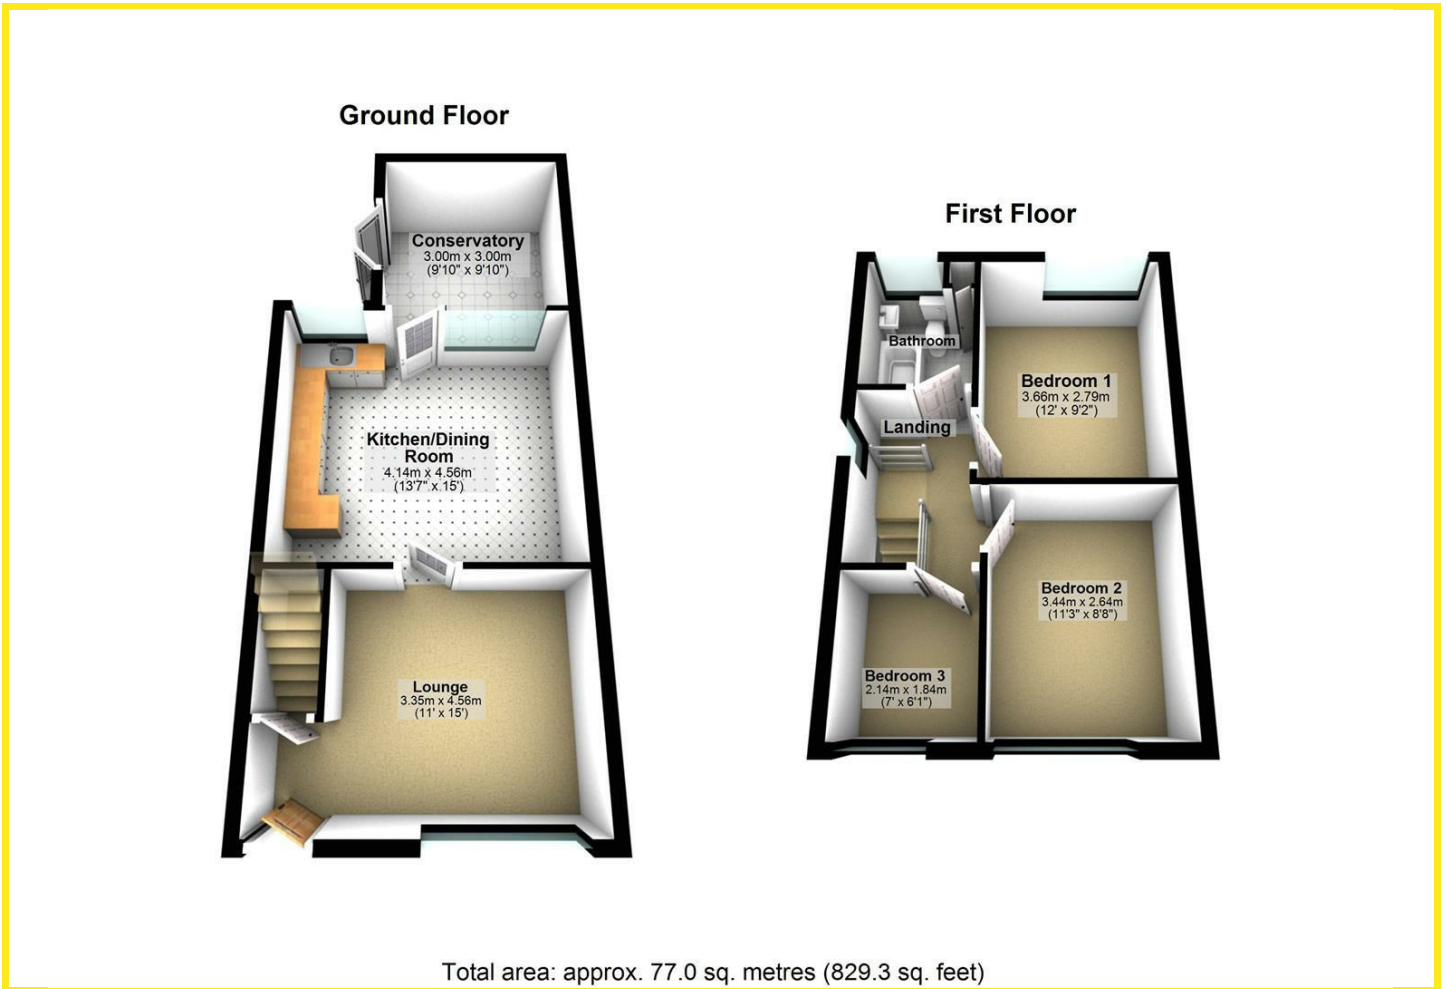 Ground Floor
Conservatory
3.00m x 3.00m
(9'10" x 9'10")
Kitchen/Dining
Room
4.14m x 4.56m
(13'7" x 15')
Lounge
3.35m x 4.56m
(11' x 15')
First Floor
Bathroom
Bedroom 1
3.66m x 2.79m
(12' x 9'2")
Landing
Bedroom 2
3.44m x 2.64m
(11'3" x 8'8")
Bedroom 3
2.14m x 1.84m
(7' x 6'1")
Total area: approx. 77.0 sq. metres (829.3 sq. feet)